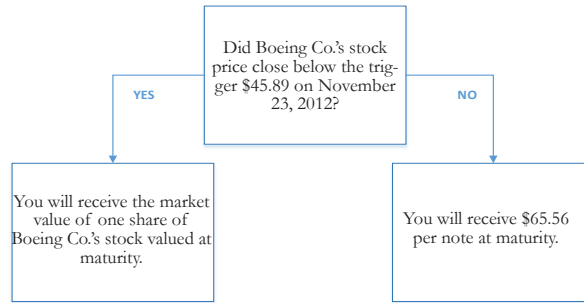 Did Boeing Co.'s stock
price close below the trig-
ger $45.89 on November
23, 2012?
YES
NO
You will receive the market
value of one share of
Boeing Co.'s stock valued at
maturity.
You will receive $65.56
per note at maturity.